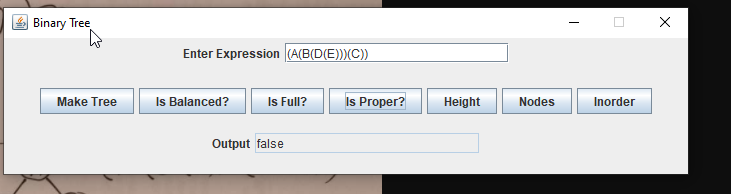 Binary Tree
Enter Expression (A(B(D(E)))(C))
Make Tree Is Balanced? Is Full? Is Proper? Height Nodes Inorder
Output false